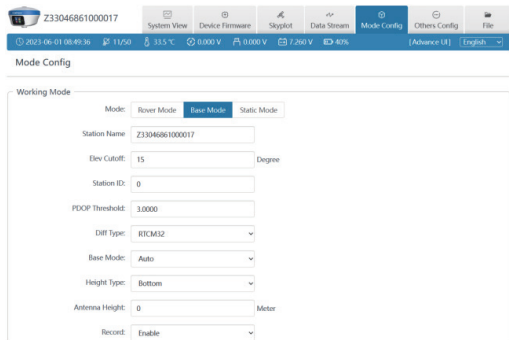 Z33046861000017
System View
Device Firmware
Skyplot
Data Stream
Mode Config
Others Config
File
2023-06-01 08:49:36 11/50 33.5 ℃ 0.000 V 0.000 V 7.260 V 40% (Advance UI) English
Mode Config
Working Mode
Mode: Rover Mode Base Mode Static Mode
Station Name Z33046861000017
Elev Cutoff: 15 Degree
Station ID: 0
PDOP Threshold: 3.0000
Diff Type: RTCM32
Base Mode: Auto
Height Type: Bottom
Antenna Height: 0 Meter
Record: Enable